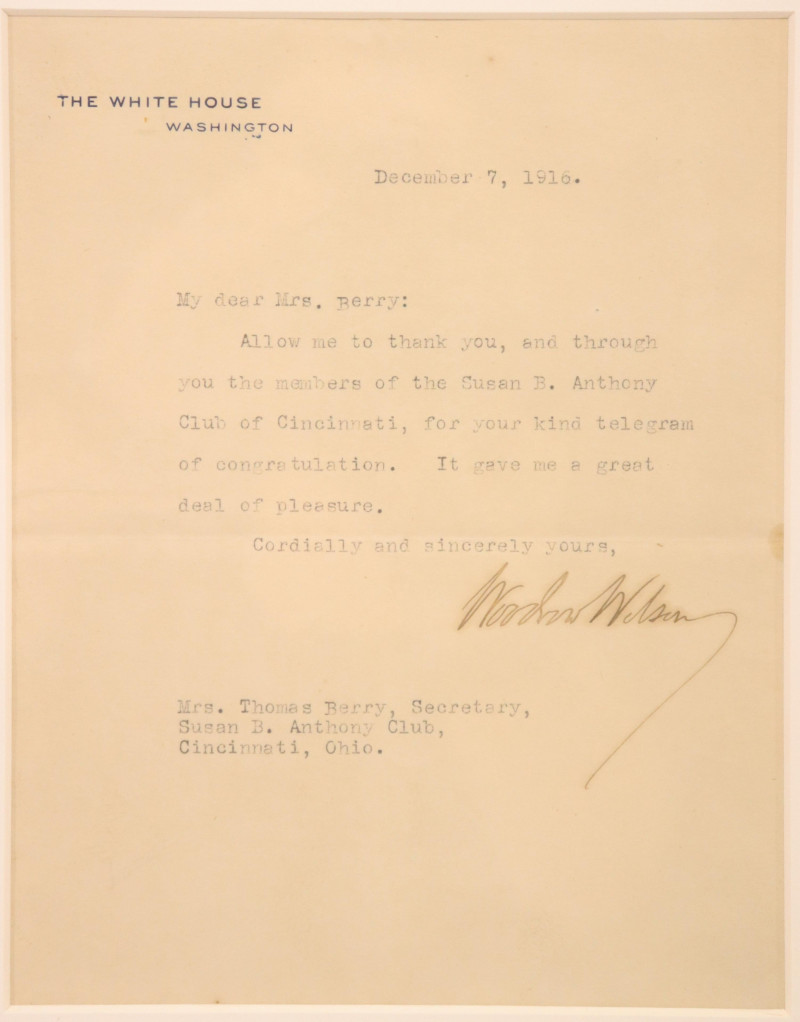 THE WHITE HOUSE
WASHINGTON
December 7, 1916.
My dear Mrs. Berry:
Allow me to thank you, and through
you the members of the Susan B. Anthony
Club of Cincinnati, for your kind telegram
of congratulation. It gave me a great
deal of pleasure.
Cordially and sincerely yours,
Woodrow Wilson
Mrs. Thomas Berry, Secretary,
Susan B. Anthony Club,
Cincinnati, Ohio.